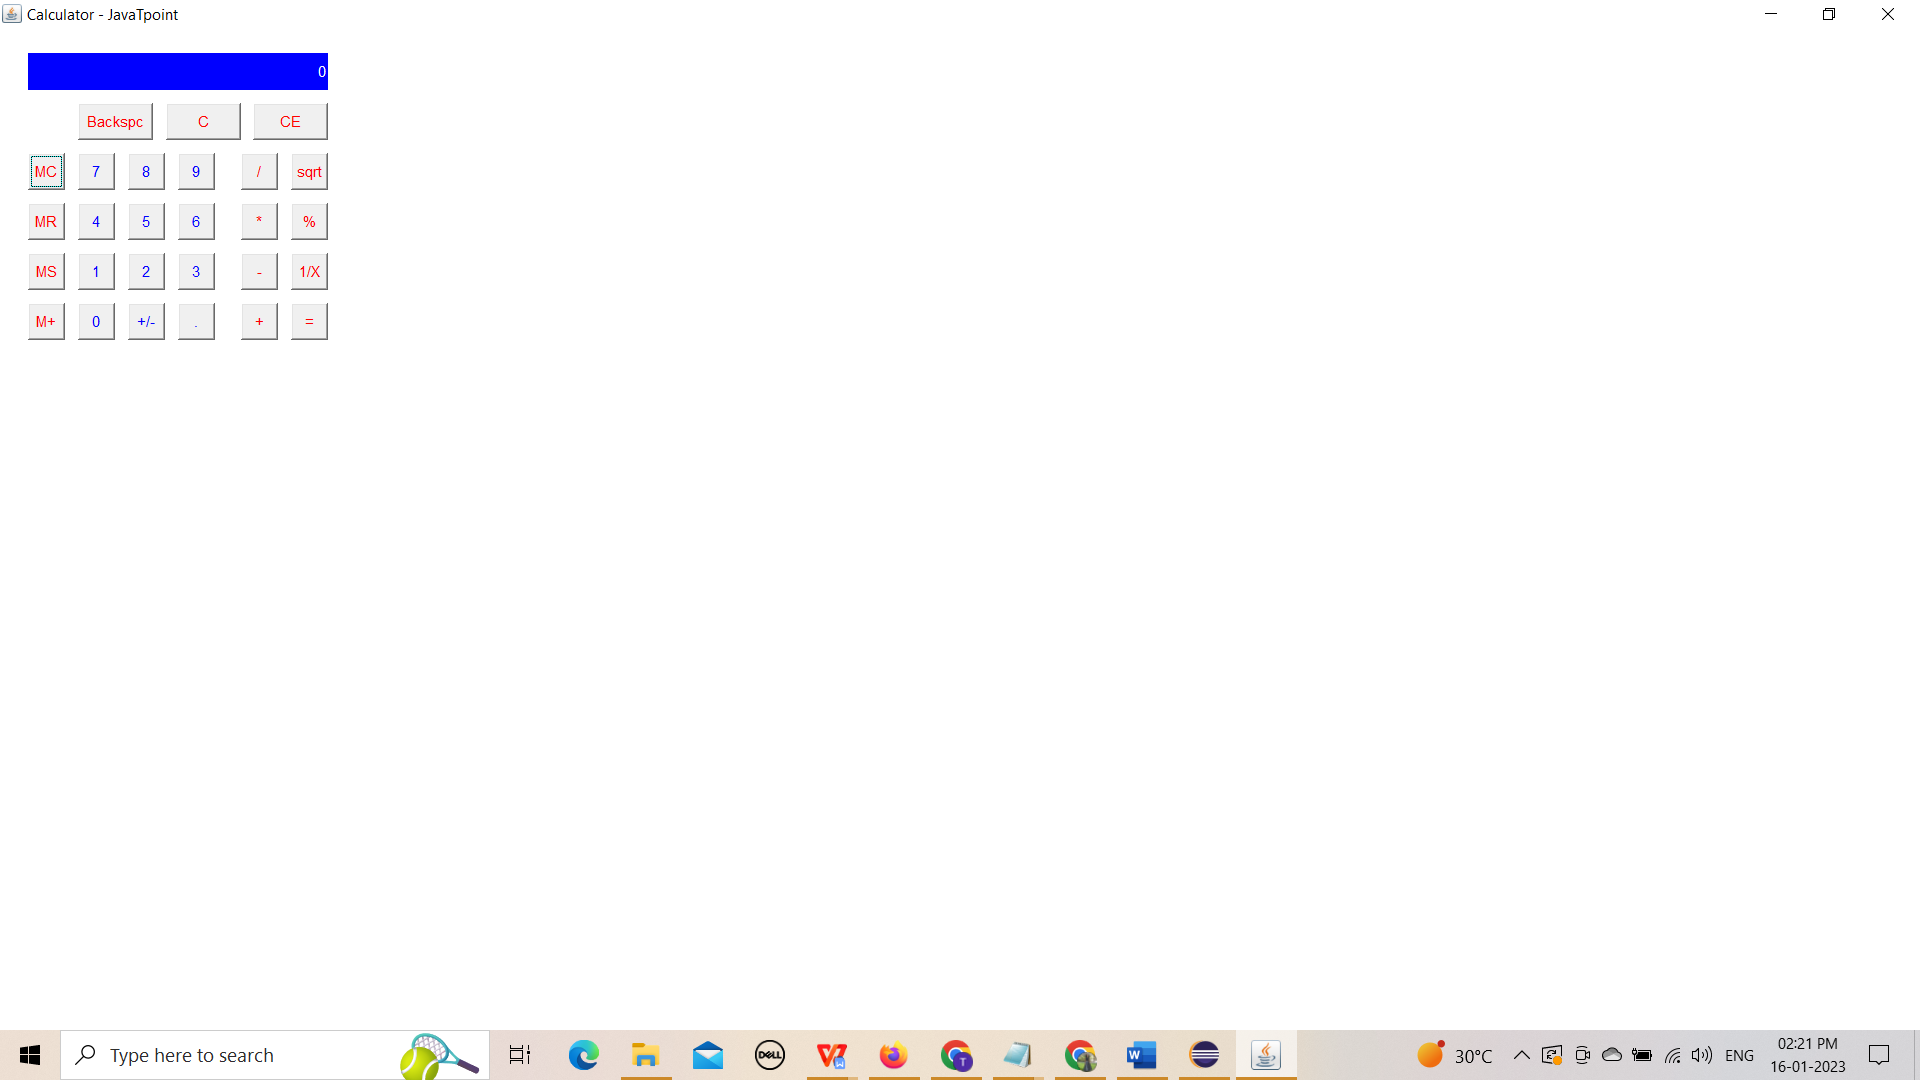 Calculator - JavaTpoint
0
Backspc C CE
MC 7 8 9 / sqrt
MR 4 5 6 * %
MS 1 2 3 - 1/X
M+ 0 +/- . + =
Type here to search
DELL
W
T
W
30°C
ENG
02:21 PM
16-01-2023